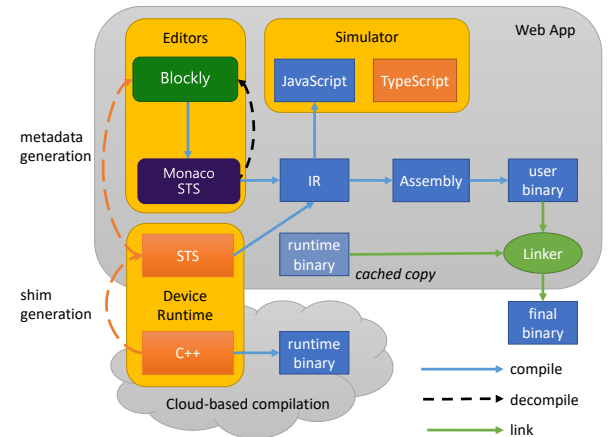 Editors
Simulator
Web App
Blockly
JavaScript
TypeScript
metadata
generation
Monaco
STS
IR
Assembly
user
binary
STS
runtime
binary
Linker
cached copy
shim
generation
Device
Runtime
final
binary
C++
runtime
binary
compile
Cloud-based compilation
decompile
link